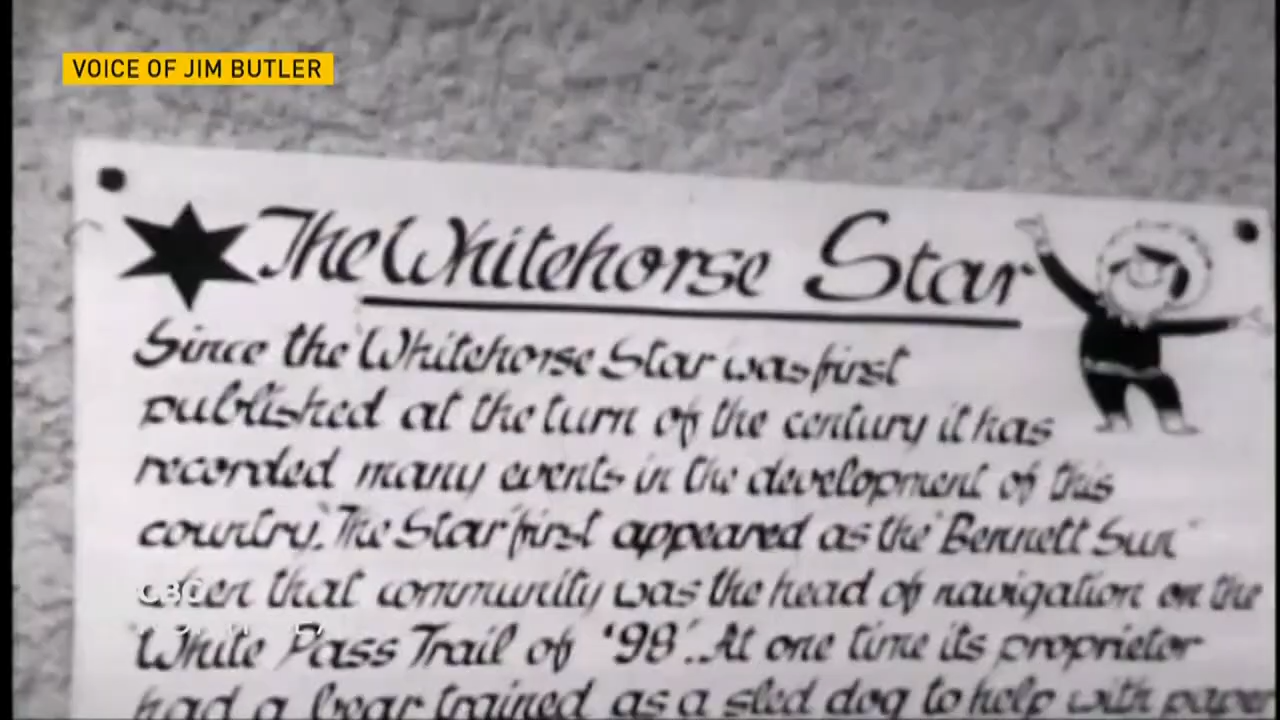 VOICE OF JIM BUTLER
The Whitehorse Star
Since the Whitehorse Star was first
published at the turn of the century it has
recorded many events in the development of this
country. The Star first appeared as the "Bennett Sun"
when that community was the head of navigation on the
White Pass Trail of '98'. At one time its proprietor
had a bear trained as a sled dog to help with paper
CBC